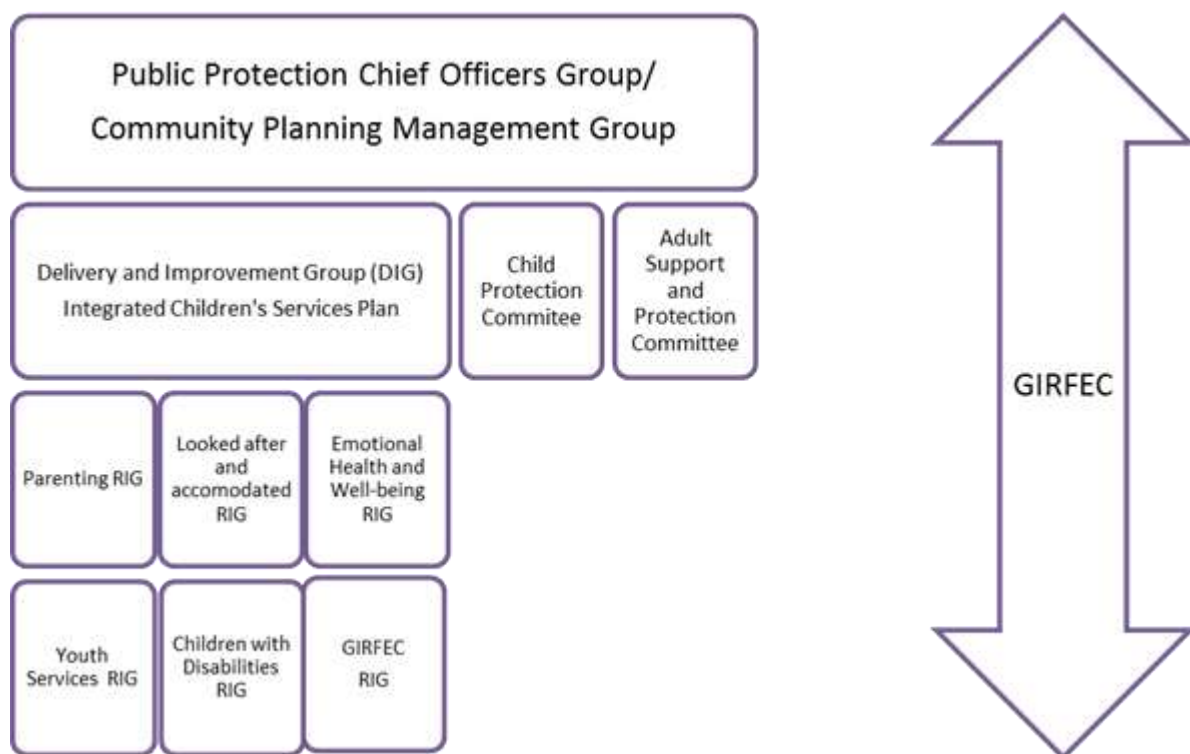 Public Protection Chief Officers Group/
Community Planning Management Group
Delivery and Improvement Group (DIG)
Integrated Children's Services Plan
Child
Protection
Commitee
Adult
Support
and
Protection
Committee
Parenting RIG
Looked after
and
accomodated
RIG
Emotional
Health and
Well-being
RIG
Youth
Services RIG
Children with
Disabilities
RIG
GIRFEC
RIG
GIRFEC